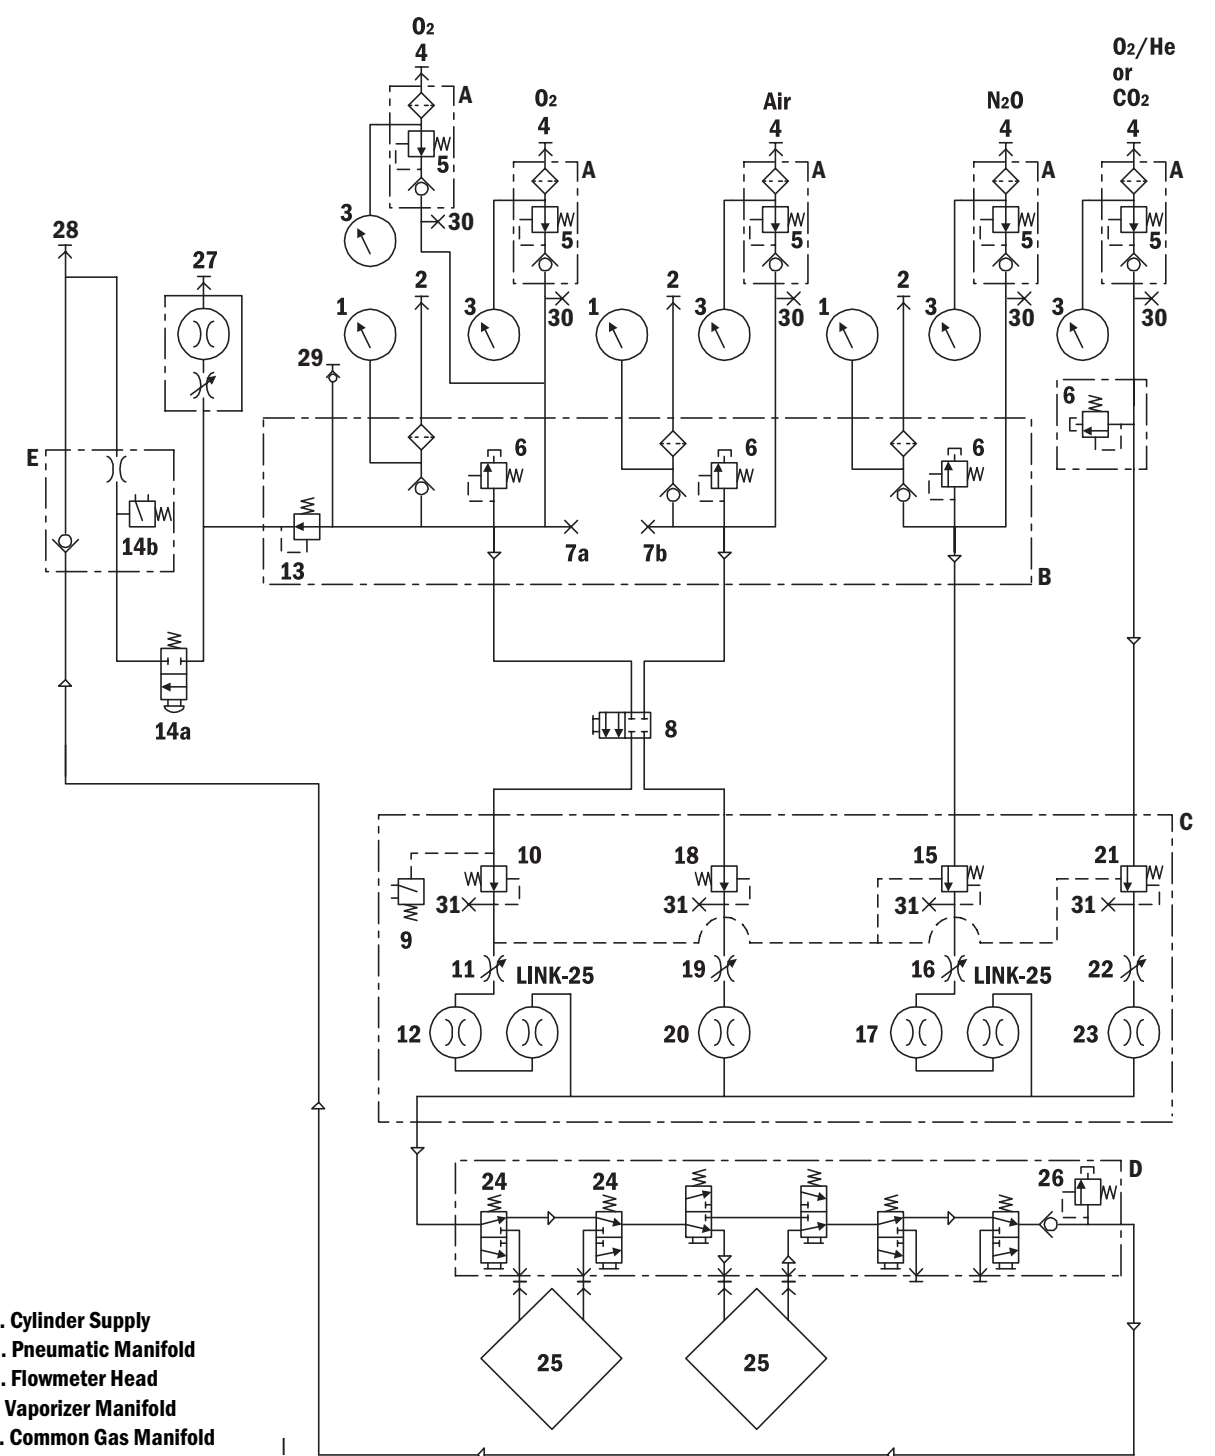 O2
4
O2/He
or
CO2
4
A
O2
4
Air
4
N2O
4
A
A
A
A
5
3
30
5
5
5
5
28
27
2
2
2
1
3
30
1
3
30
1
3
30
3
30
29
6
6
6
6
E
14b
13
7a
7b
B
14a
8
C
10
18
15
21
31
31
31
31
9
11
LINK-25
19
16
LINK-25
22
12
20
17
23
24
24
26
D
25
25
. Cylinder Supply
. Pneumatic Manifold
. Flowmeter Head
Vaporizer Manifold
. Common Gas Manifold